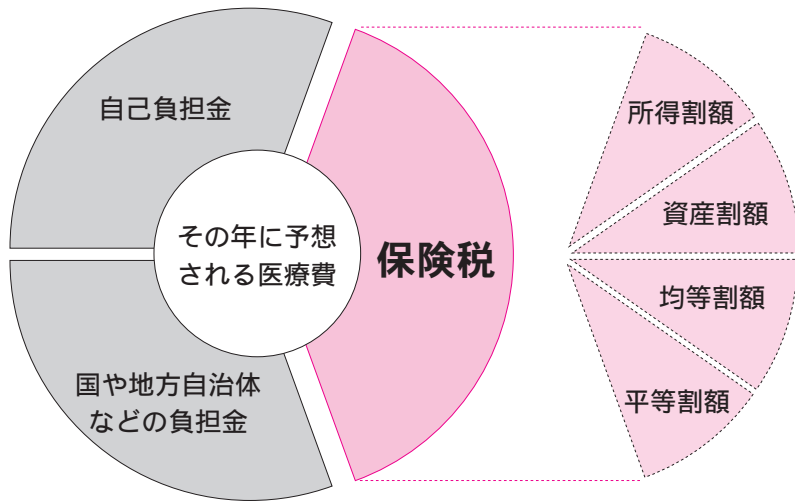 自己負担金
その年に予想
される医療費
国や地方自治体
などの負担金
保険税
所得割額
資産割額
均等割額
平等割額